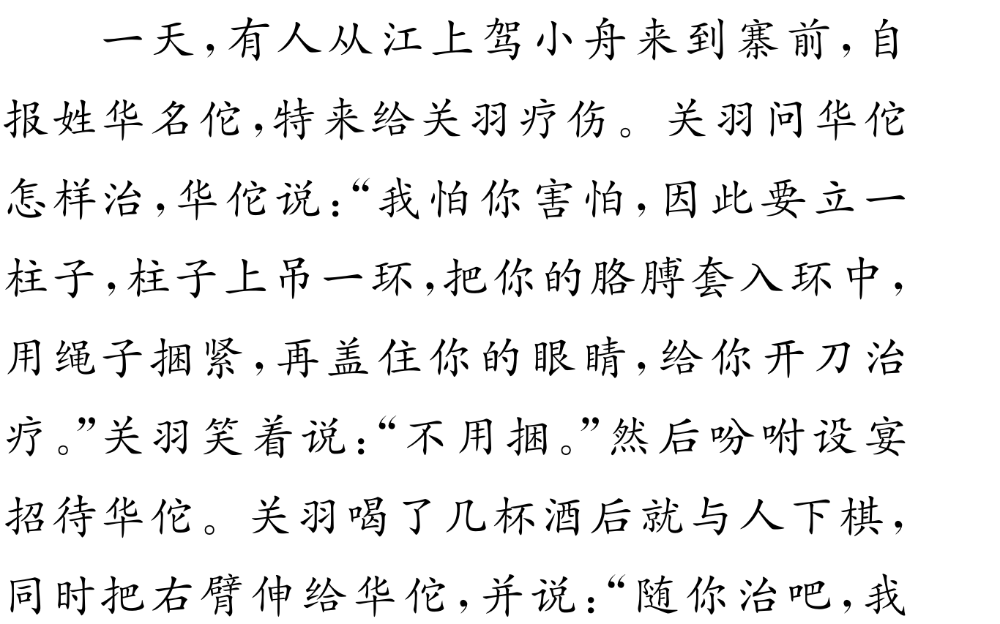 一天，有人从江上驾小舟来到寨前，自
报姓华名佗，特来给关羽疗伤。关羽问华佗
怎样治，华佗说：“我怕你害怕，因此要立一
柱子，柱子上吊一环，把你的胳膊套入环中，
用绳子捆紧，再盖住你的眼睛，给你开刀治
疗。”关羽笑着说：“不用捆。”然后吩咐设宴
招待华佗。关羽喝了几杯酒后就与人下棋，
同时把右臂伸给华佗，并说：“随你治吧，我